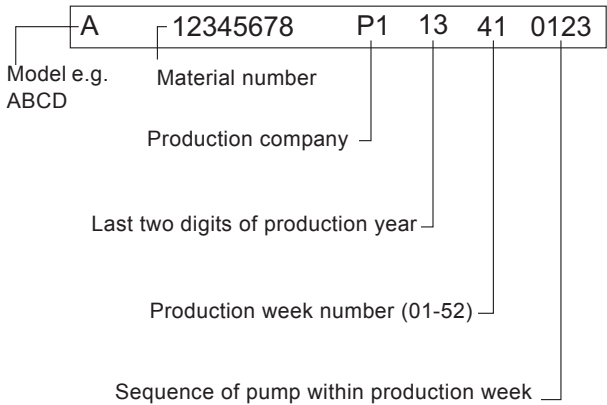 A 12345678 P1 13 41 0123
Model e.g.
ABCD
Material number
Production company
Last two digits of production year
Production week number (01-52)
Sequence of pump within production week